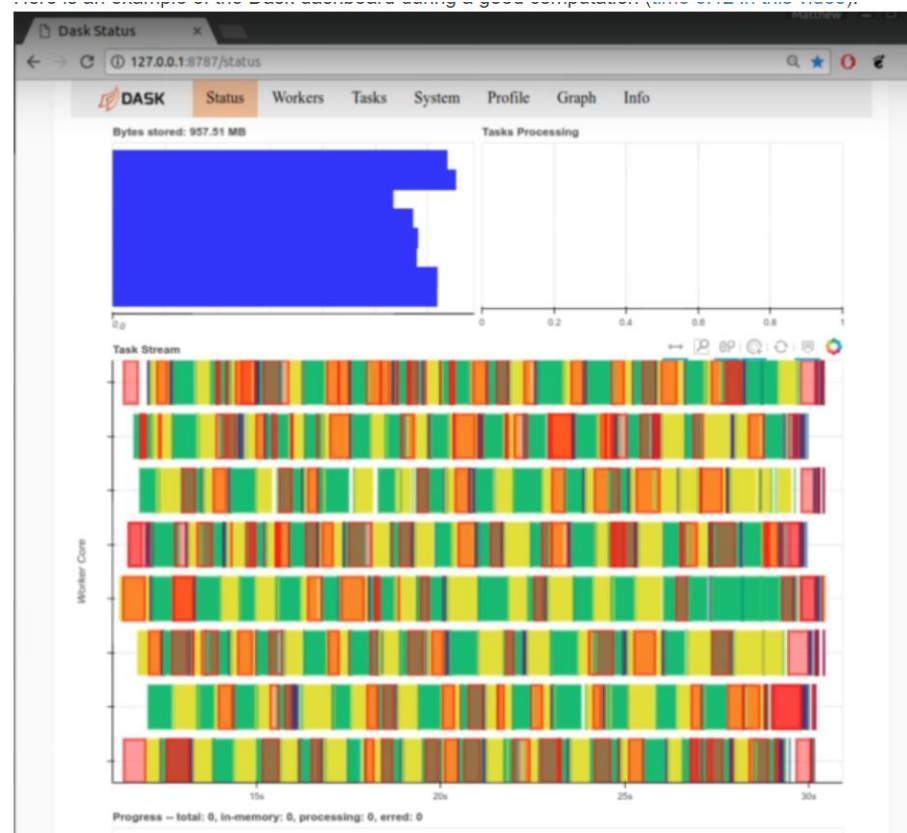 Here is an example of the Dask dashboard during a good computation (time 0:12 in this video).
Matthew
Dask Status
127.0.0.1:8787/status
DASK Status Workers Tasks System Profile Graph Info
Bytes stored: 957.51 MB
Tasks Processing
0.0
0 0.2 0.4 0.6 0.8 1
Task Stream
Worker Core
15s 20s 25s 30s
Progress -- total: 0, in-memory: 0, processing: 0, erred: 0